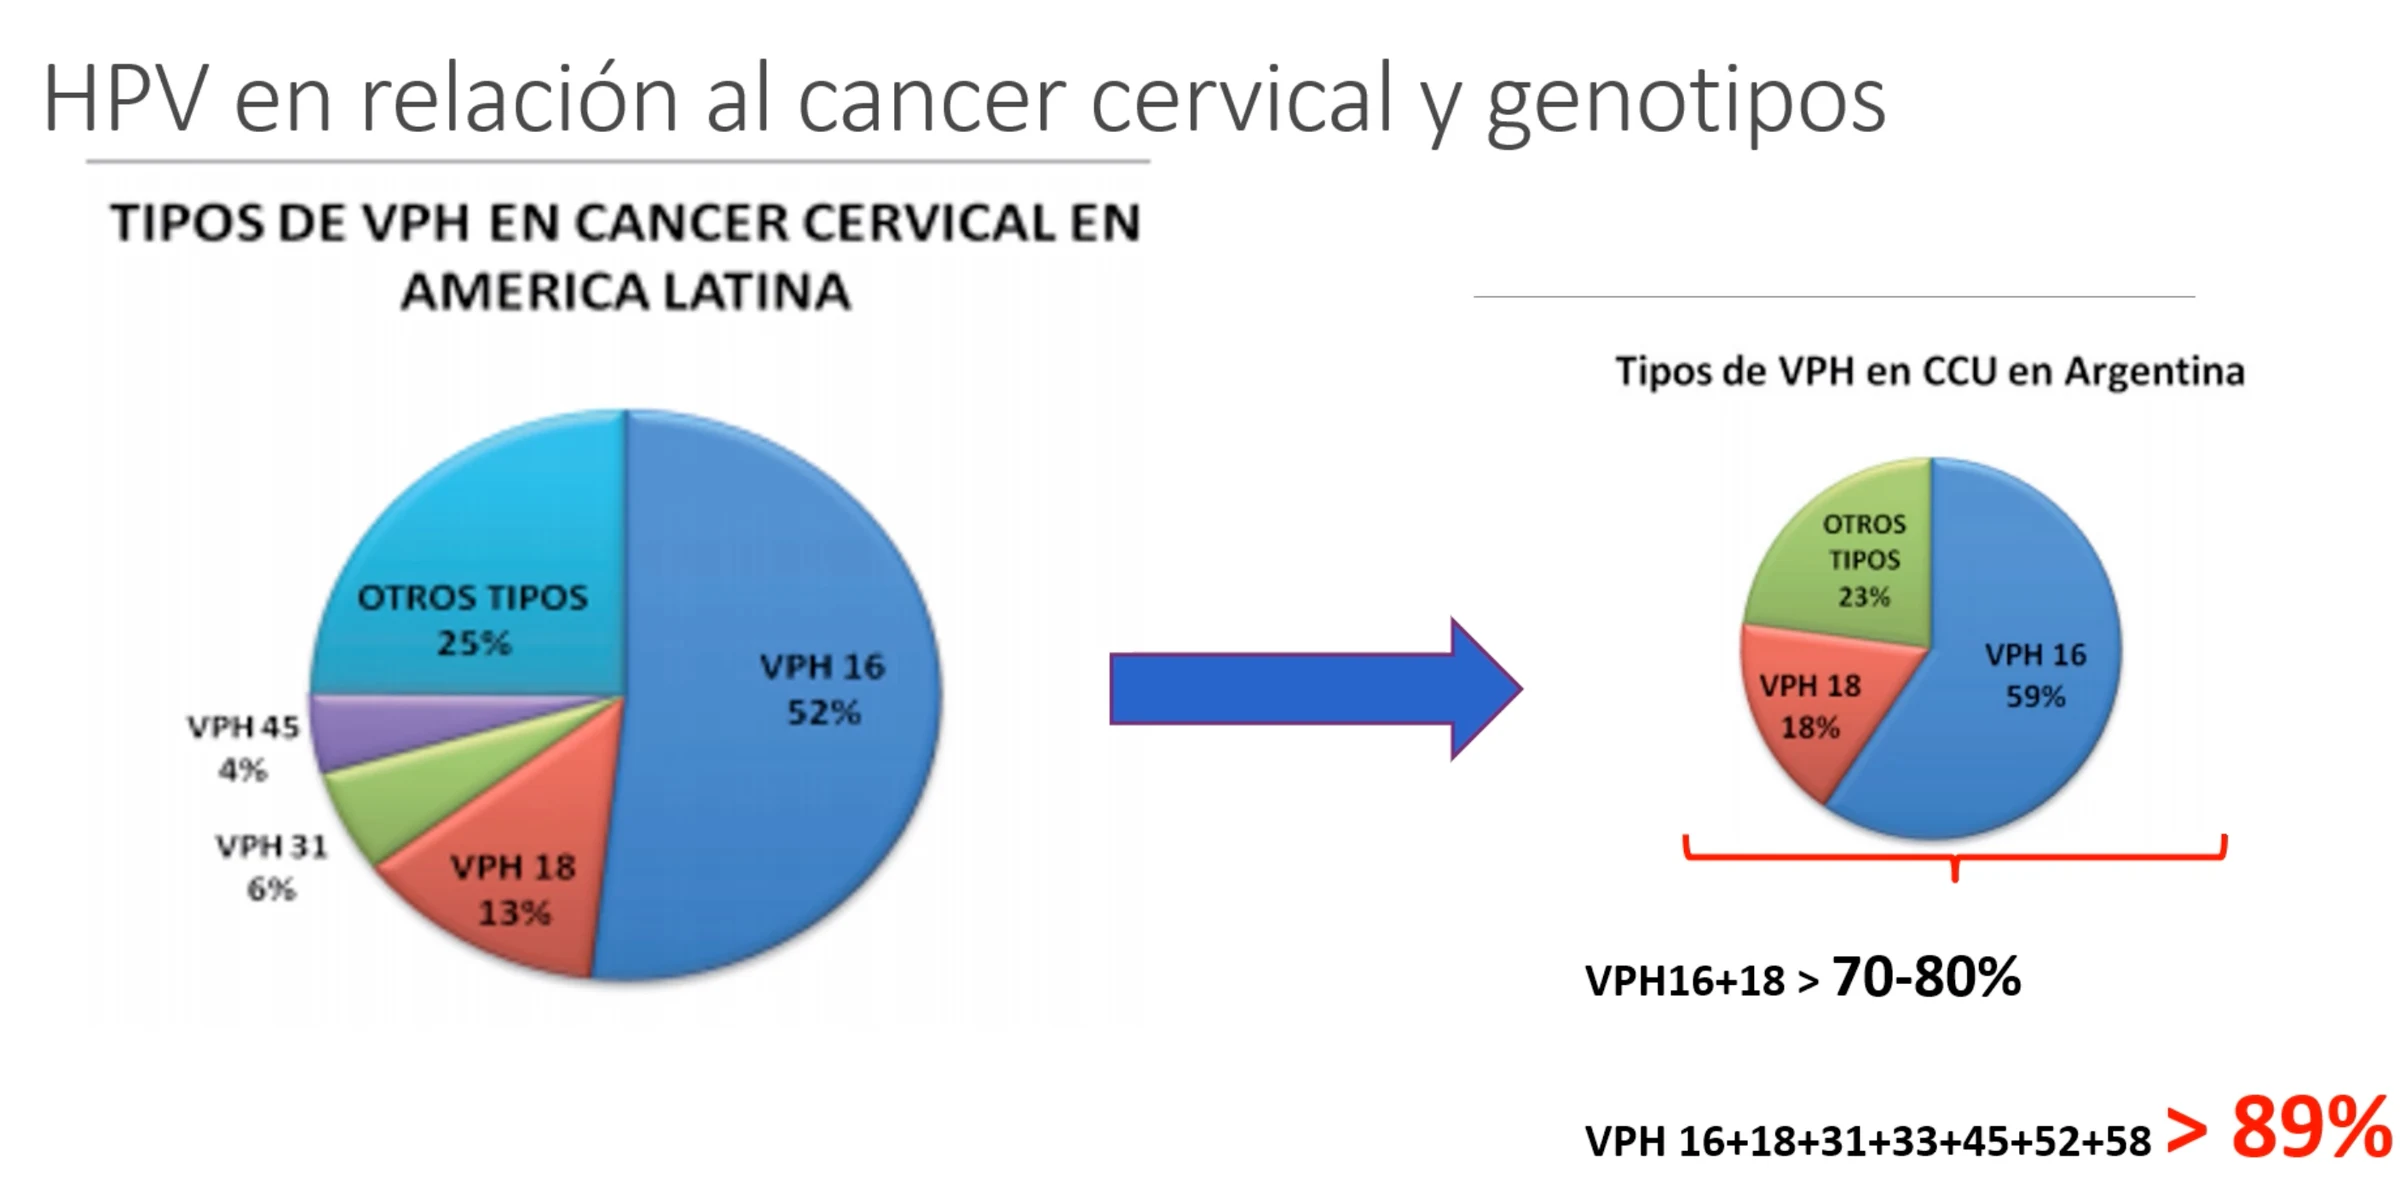 HPV en relación al cancer cervical y genotipos
TIPOS DE VPH EN CANCER CERVICAL EN
AMERICA LATINA
OTROS TIPOS
25%
VPH 16
52%
VPH 45
4%
VPH 31
6%
VPH 18
13%
Tipos de VPH en CCU en Argentina
OTROS
TIPOS
23%
VPH 16
59%
VPH 18
18%
VPH16+18 > 70-80%
VPH 16+18+31+33+45+52+58 > 89%